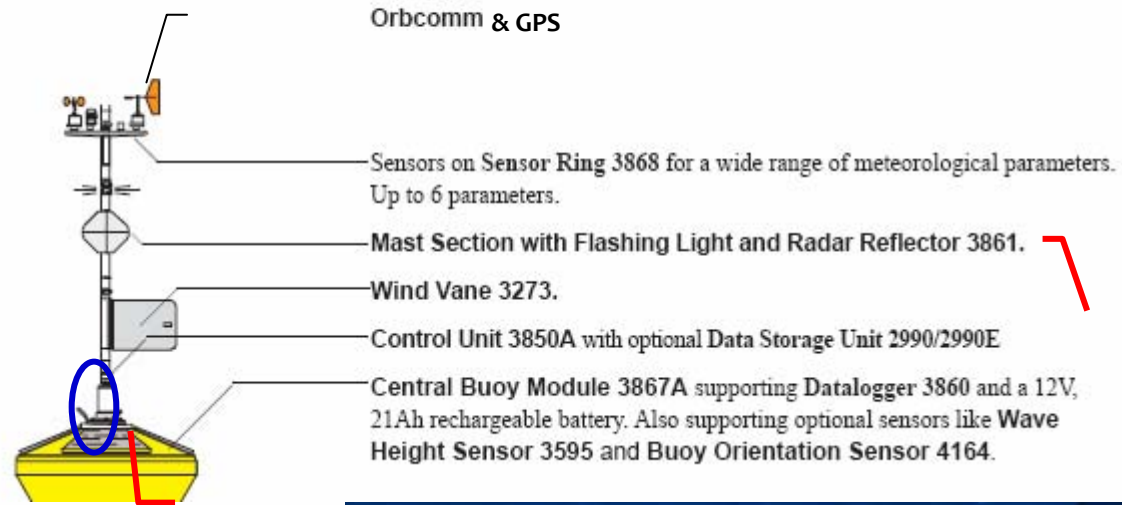 Orbcomm & GPS
Sensors on Sensor Ring 3868 for a wide range of meteorological parameters.
Up to 6 parameters.
Mast Section with Flashing Light and Radar Reflector 3861.
Wind Vane 3273.
Control Unit 3850A with optional Data Storage Unit 2990/2990E
Central Buoy Module 3867A supporting Datalogger 3860 and a 12V,
21Ah rechargeable battery. Also supporting optional sensors like Wave
Height Sensor 3595 and Buoy Orientation Sensor 4164.